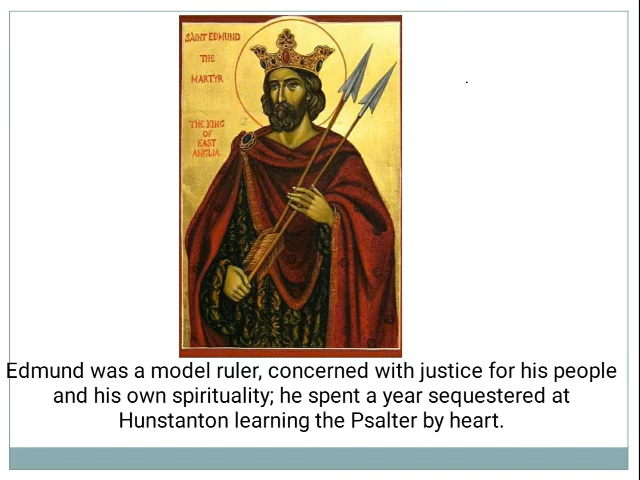 SAINT EDMUND
THE
MARTYR
THE KING
OF
EAST
ANGLIA
Edmund was a model ruler, concerned with justice for his people
and his own spirituality; he spent a year sequestered at
Hunstanton learning the Psalter by heart.